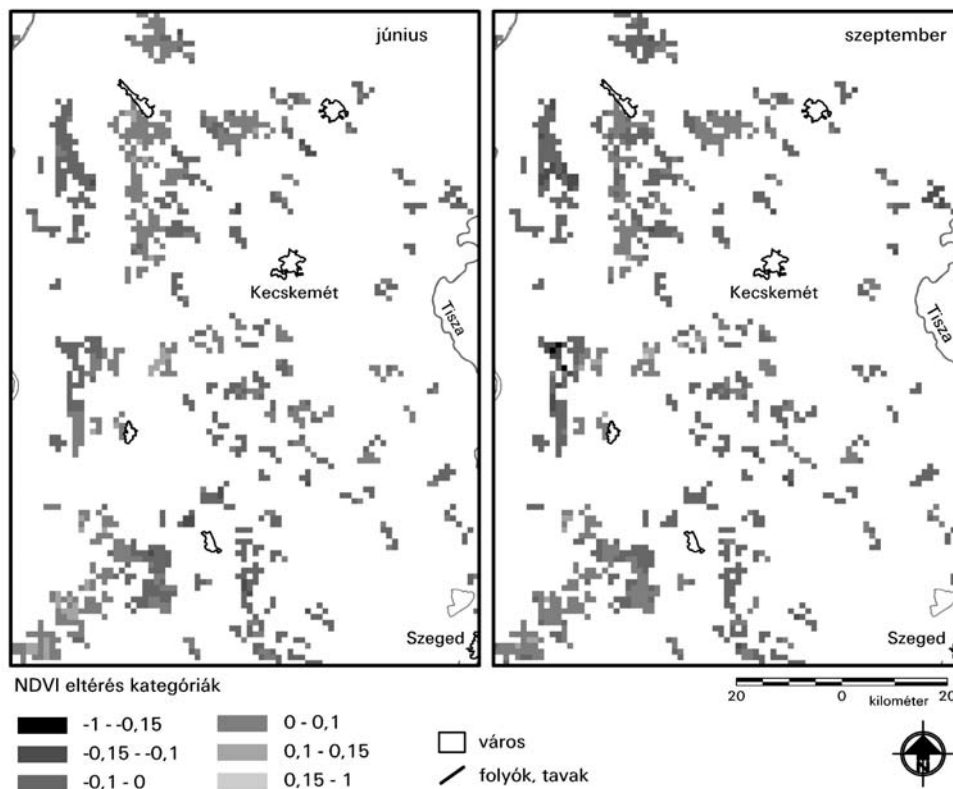 június
szeptember
Kecskemét
Kecskemét
Tisza
Tisza
Szeged
Szeged
NDVI eltérés kategóriák
-1 - -0,15
-0,15 - -0,1
-0,1 - 0
0 - 0,1
0,1 - 0,15
0,15 - 1
város
folyók, tavak
20 0 20
kilométer
N